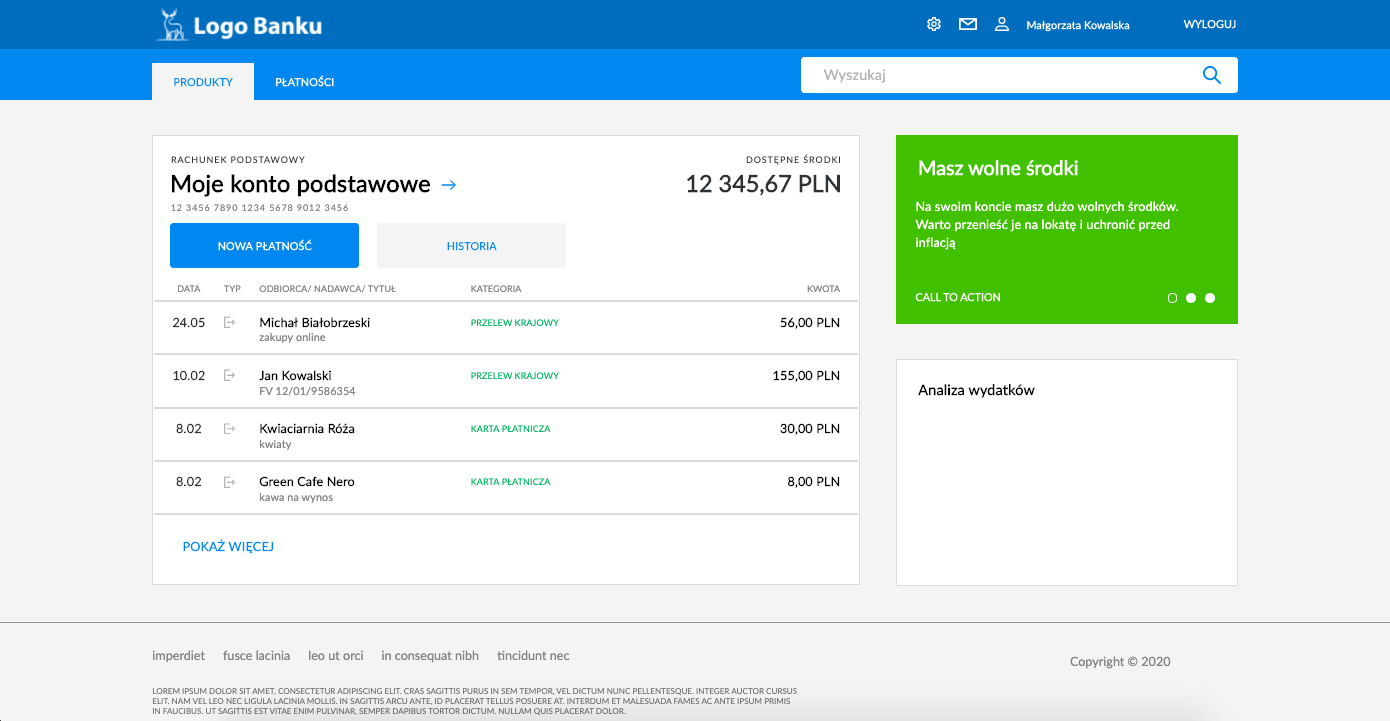 Logo Banku
Małgorzata Kowalska
WYLOGUJ
PRODUKTY
PŁATNOŚCI
Wyszukaj
RACHUNEK PODSTAWOWY
Moje konto podstawowe
12 3456 7890 1234 5678 9012 3456
DOSTĘPNE ŚRODKI
12 345,67 PLN
NOWA PŁATNOŚĆ
HISTORIA
DATA TYP ODBIORCA/ NADAWCA/ TYTUŁ KATEGORIA KWOTA
24.05 Michał Białobrzeski PRZELEW KRAJOWY 56,00 PLN
zakupy online
10.02 Jan Kowalski PRZELEW KRAJOWY 155,00 PLN
FV 12/01/9586354
8.02 Kwiaciarnia Róża KARTA PŁATNICZA 30,00 PLN
kwiaty
8.02 Green Cafe Nero KARTA PŁATNICZA 8,00 PLN
kawa na wynos
POKAŻ WIĘCEJ
Masz wolne środki
Na swoim koncie masz dużo wolnych środków.
Warto przenieść je na lokatę i uchronić przed
inflacją
CALL TO ACTION
Analiza wydatków
imperdiet fusce lacinia leo ut orci in consequat nibh tincidunt nec
Copyright © 2020
LOREM IPSUM DOLOR SIT AMET, CONSECTETUR ADIPISCING ELIT. CRAS SAGITTIS PURUS IN SEM TEMPOR, VEL DICTUM NUNC PELLENTESQUE. INTEGER AUCTOR CURSUS
ELIT. NAM VEL LEO NEC LIGULA LACINIA MOLLIS. IN SAGITTIS ARCU ANTE, ID PLACERAT TELLUS POSUERE AT. INTERDUM ET MALESUADA FAMES AC ANTE IPSUM PRIMIS
IN FAUCIBUS. UT SAGITTIS EST VITAE ENIM PULVINAR, SEMPER DAPIBUS TORTOR DICTUM. NULLAM QUIS PLACERAT DOLOR.